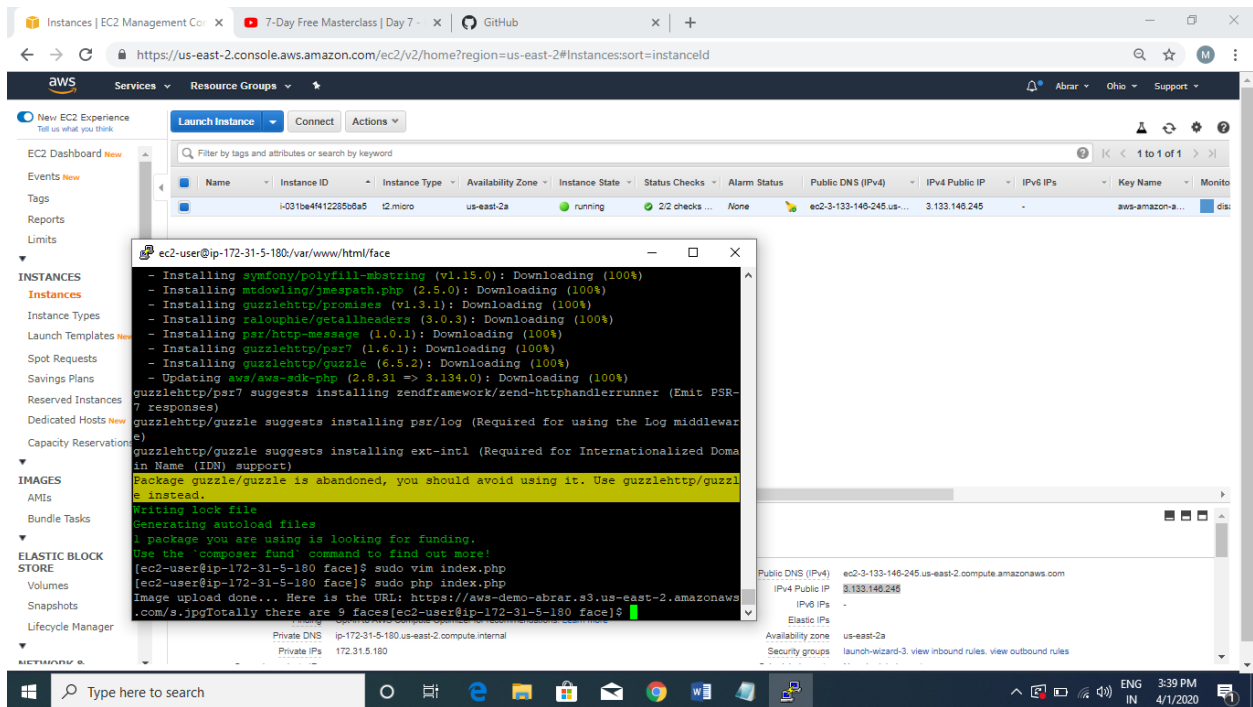 Instances | EC2 Management Con
7-Day Free Masterclass | Day 7 -
GitHub
https://us-east-2.console.aws.amazon.com/ec2/v2/home?region=us-east-2#Instances:sort=instanceId
M
aws
Services
Resource Groups
Abrar
Ohio
Support
New EC2 Experience
Tell us what you think
Launch Instance
Connect
Actions
EC2 Dashboard New
Filter by tags and attributes or search by keyword
1 to 1 of 1
Events New
Name Instance ID Instance Type Availability Zone Instance State Status Checks Alarm Status Public DNS (IPv4) IPv4 Public IP IPv6 IPs Key Name Monito
Tags
i-031be4f412285b6a5 t2.micro us-east-2a running 2/2 checks ... None ec2-3-133-146-245.us-... 3.133.146.245 - aws-amazon-a... dis
Reports
Limits
INSTANCES
Instances
Instance Types
Launch Templates New
Spot Requests
Savings Plans
Reserved Instances
Dedicated Hosts New
Capacity Reservations
IMAGES
AMIs
Bundle Tasks
ELASTIC BLOCK
STORE
Volumes
Snapshots
Lifecycle Manager
ec2-user@ip-172-31-5-180:/var/www/html/face
- Installing symfony/polyfill-mbstring (v1.15.0): Downloading (100%)
- Installing mtdowling/jmespath.php (2.5.0): Downloading (100%)
- Installing guzzlehttp/promises (v1.3.1): Downloading (100%)
- Installing ralouphie/getallheaders (3.0.3): Downloading (100%)
- Installing psr/http-message (1.0.1): Downloading (100%)
- Installing guzzlehttp/psr7 (1.6.1): Downloading (100%)
- Installing guzzlehttp/guzzle (6.5.2): Downloading (100%)
- Updating aws/aws-sdk-php (2.8.31 => 3.134.0): Downloading (100%)
guzzlehttp/psr7 suggests installing zendframework/zend-httphandlerrunner (Emit PSR-
7 responses)
guzzlehttp/guzzle suggests installing psr/log (Required for using the Log middlewar
e)
guzzlehttp/guzzle suggests installing ext-intl (Required for Internationalized Doma
in Name (IDN) support)
Package guzzle/guzzle is abandoned, you should avoid using it. Use guzzlehttp/guzzl
e instead.
Writing lock file
Generating autoload files
1 package you are using is looking for funding.
Use the `composer fund` command to find out more!
[ec2-user@ip-172-31-5-180 face]$ sudo vim index.php
[ec2-user@ip-172-31-5-180 face]$ sudo php index.php
Image upload done... Here is the URL: https://aws-demo-abrar.s3.us-east-2.amazonaws
.com/s.jpgTotally there are 9 faces[ec2-user@ip-172-31-5-180 face]$
Public DNS (IPv4) ec2-3-133-146-245.us-east-2.compute.amazonaws.com
IPv4 Public IP 3.133.146.245
IPv6 IPs -
Elastic IPs
Private DNS ip-172-31-5-180.us-east-2.compute.internal
Availability zone us-east-2a
Private IPs 172.31.5.180
Security groups launch-wizard-3. view inbound rules. view outbound rules
Type here to search
ENG
IN
3:39 PM
4/1/2020